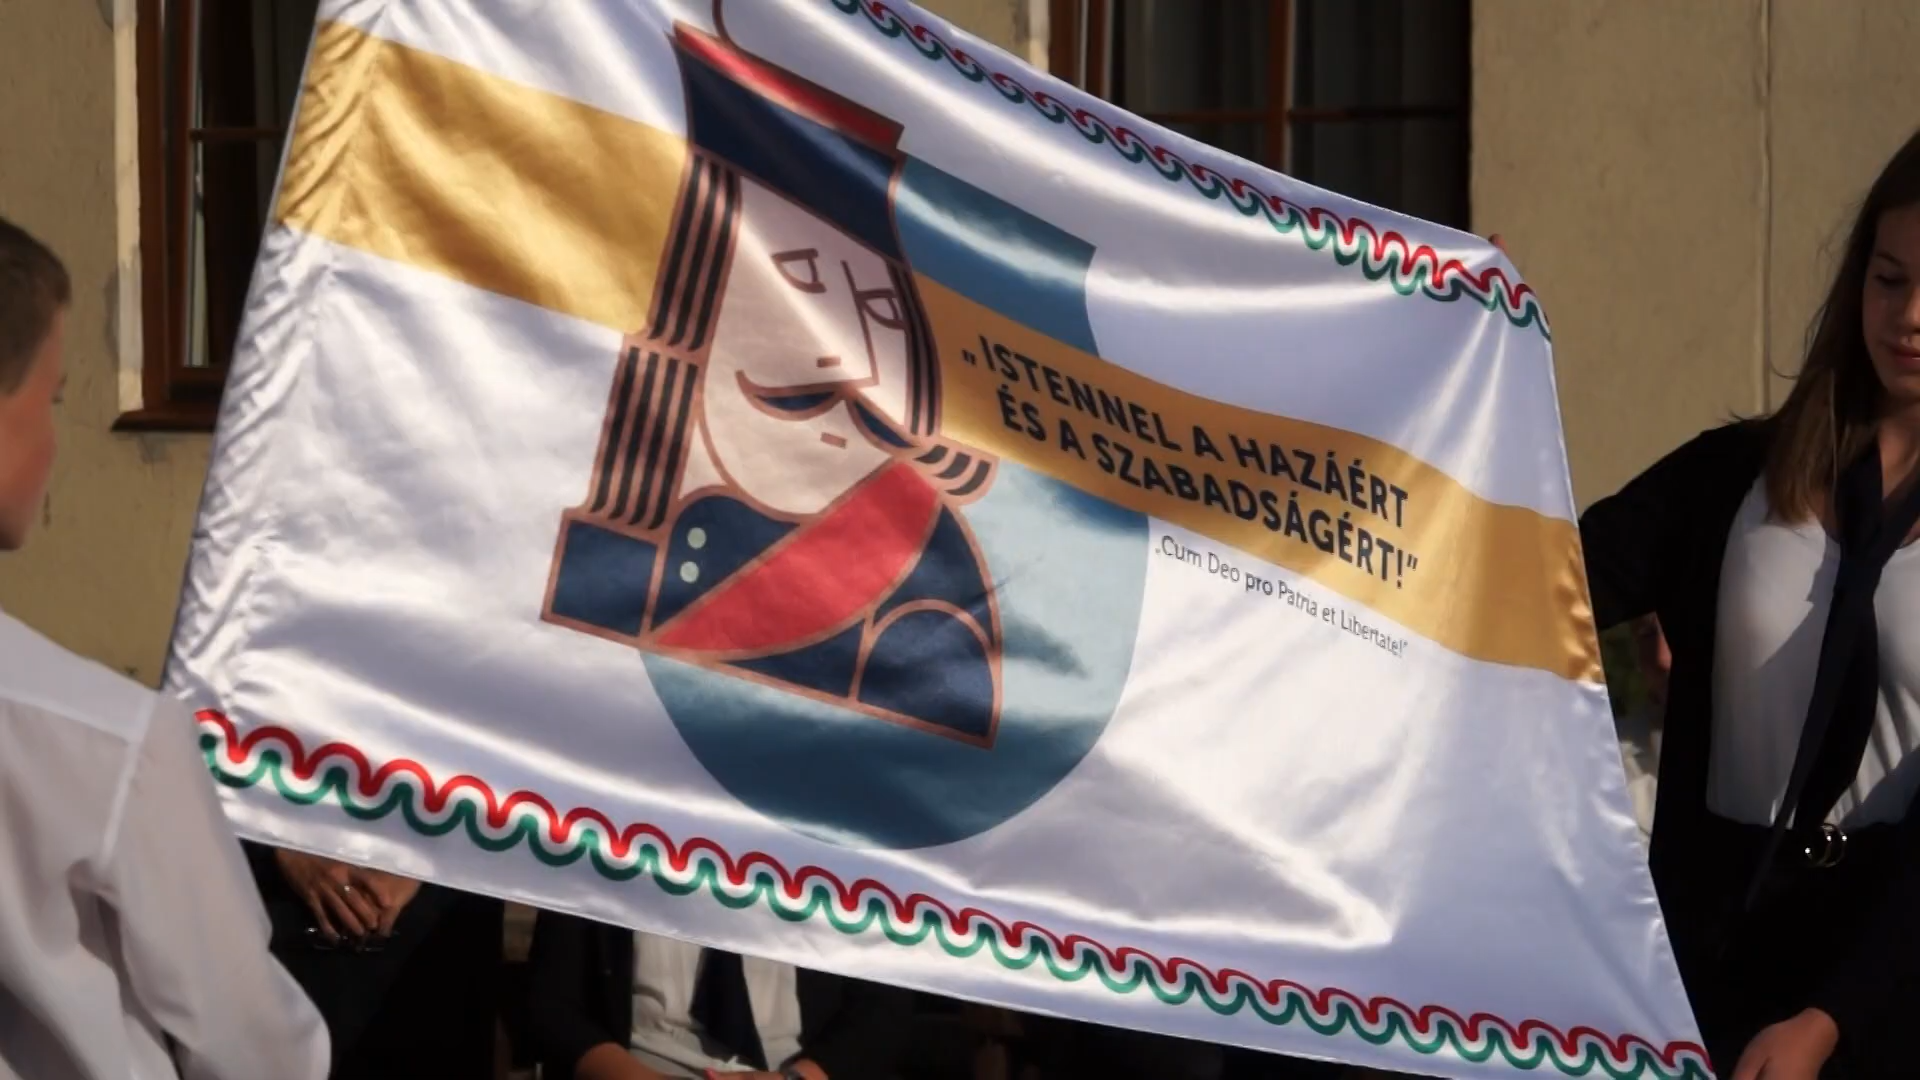 „ISTENNEL A HAZÁÉRT
ÉS A SZABADSÁGÉRT!”
„Cum Deo pro Patria et Libertate!”